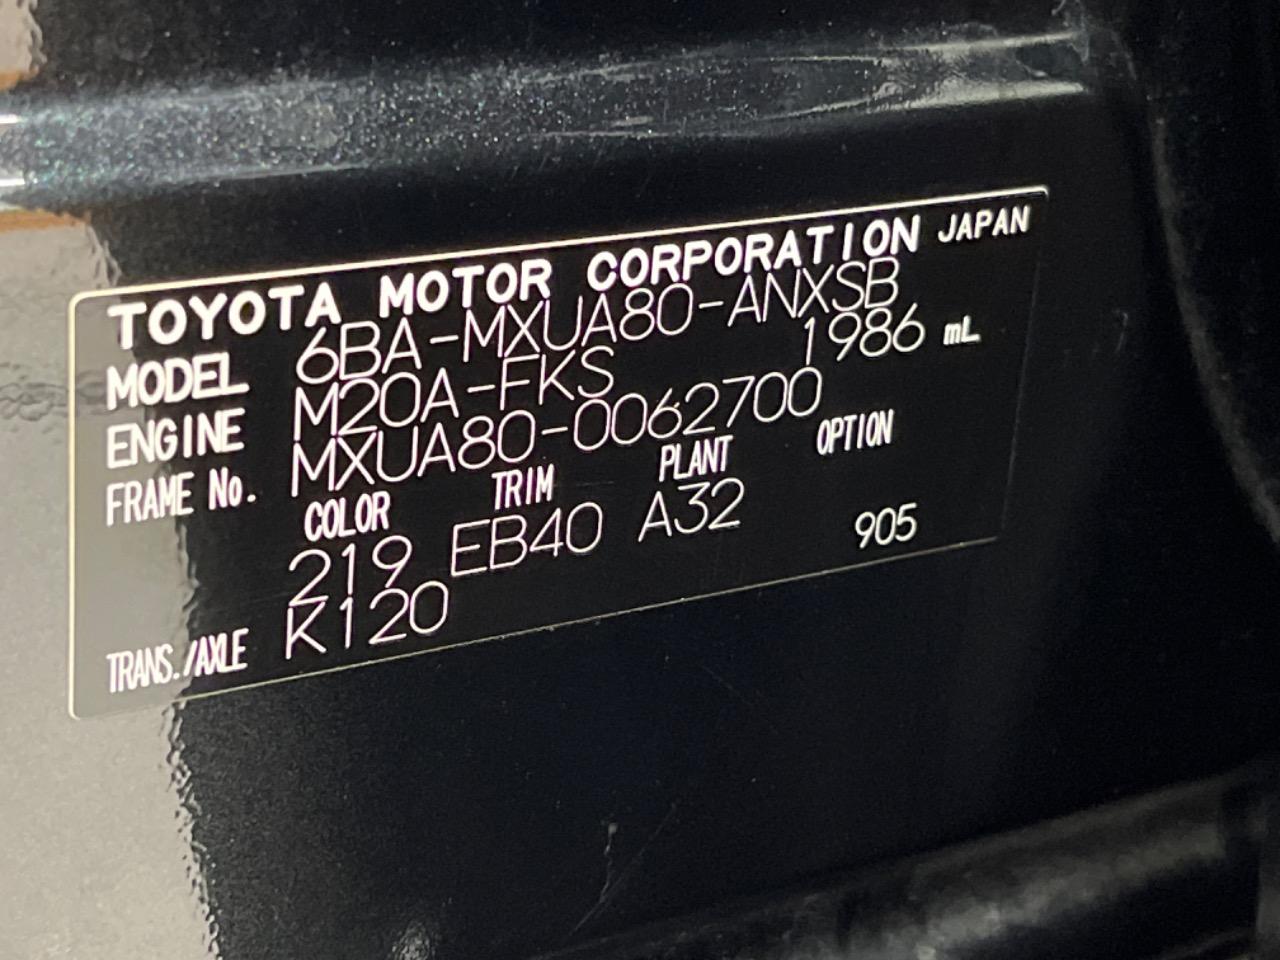 TOYOTA MOTOR CORPORATION JAPAN
MODEL 6BA-MXUA80-ANXSB
ENGINE M20A-FKS 1986 mL
FRAME No. MXUA80-0062700
COLOR TRIM PLANT OPTION
219 EB40 A32 905
TRANS./AXLE K120